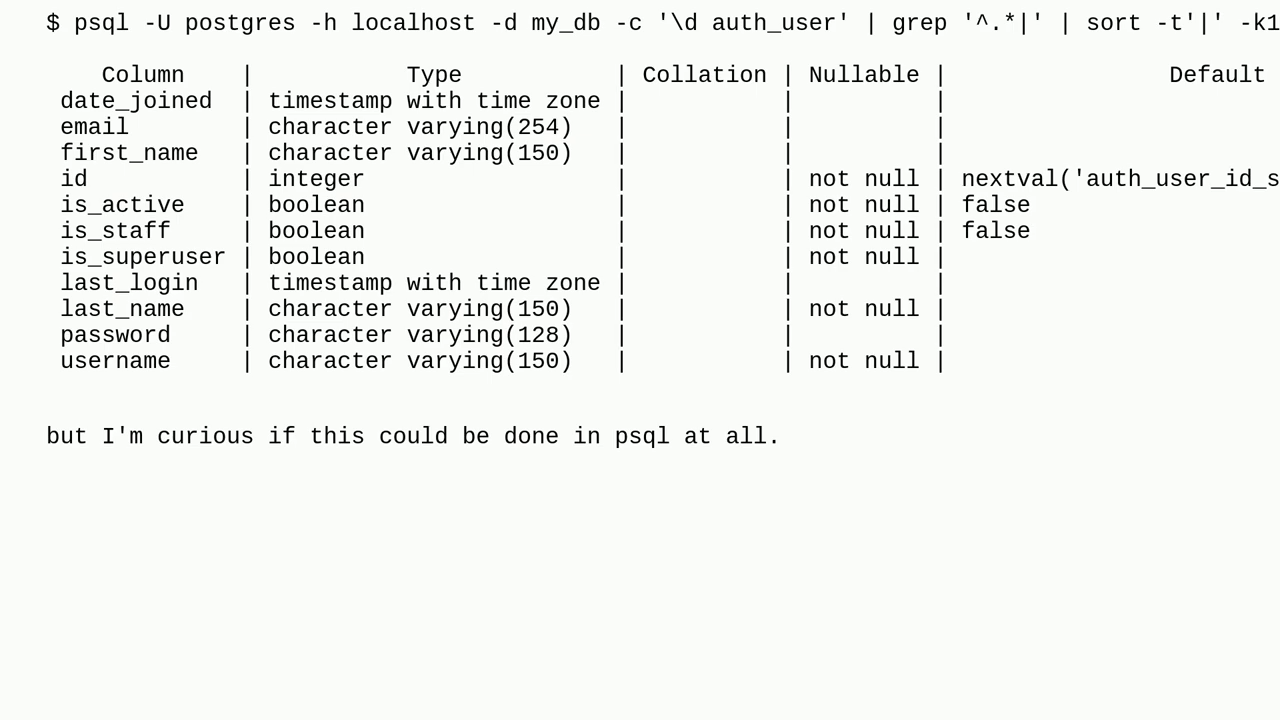 $ psql -U postgres -h localhost -d my_db -c '\d auth_user' | grep '^.*|' | sort -t'|' -k1
Column | Type | Collation | Nullable | Default
date_joined | timestamp with time zone | | |
email | character varying(254) | | |
first_name | character varying(150) | | |
id | integer | | not null | nextval('auth_user_id_s
is_active | boolean | | not null | false
is_staff | boolean | | not null | false
is_superuser | boolean | | not null |
last_login | timestamp with time zone | | |
last_name | character varying(150) | | not null |
password | character varying(128) | | |
username | character varying(150) | | not null |
but I'm curious if this could be done in psql at all.